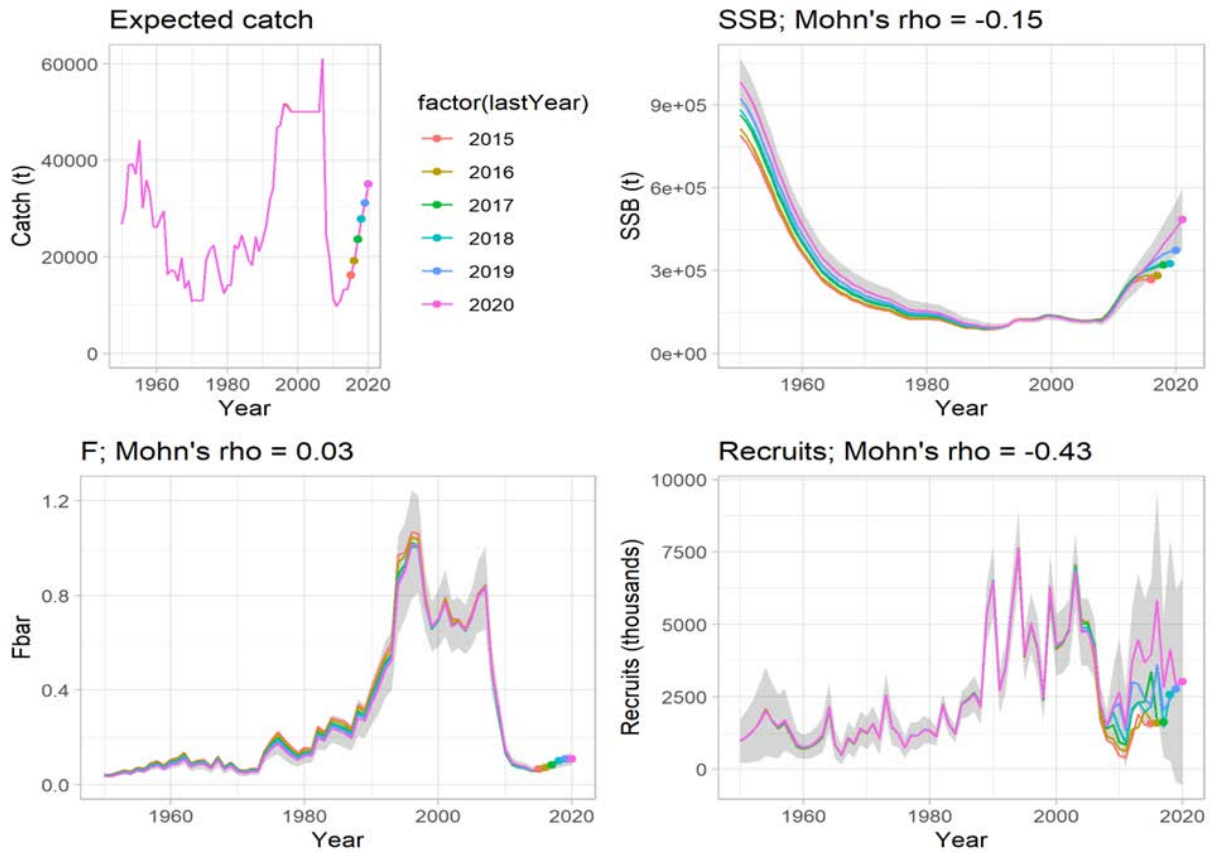 Expected catch
Catch (t)
60000
40000
20000
0
1960
1980
2000
2020
Year
factor(lastYear)
2015
2016
2017
2018
2019
2020
SSB; Mohn's rho = -0.15
SSB (t)
9e+05
6e+05
3e+05
0e+00
1960
1980
2000
2020
Year
F; Mohn's rho = 0.03
Fbar
1.2
0.8
0.4
0.0
1960
1980
2000
2020
Year
Recruits; Mohn's rho = -0.43
Recruits (thousands)
10000
7500
5000
2500
0
1960
1980
2000
2020
Year